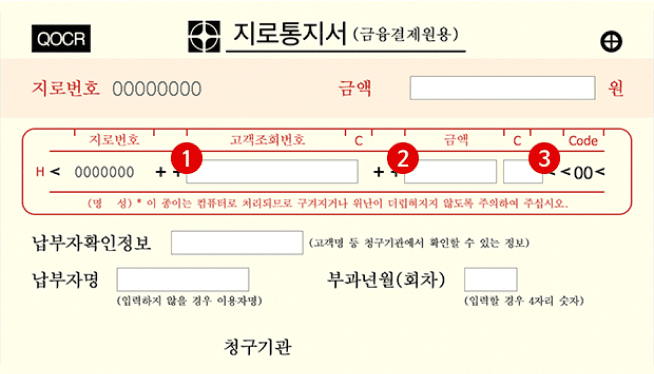 QOCR 지로통지서 (금융결제원용)
지로번호 00000000 금액 원
지로번호 고객조회번호 C 금액 C Code
H < 0000000 + + 1 + + 2 3 < < 00 <
(명 성) * 이 종이는 컴퓨터로 처리되므로 구겨지거나 위난이 더럽혀지지 않도록 주의하여 주십시오.
납부자확인정보 (고객명 등 청구기관에서 확인할 수 있는 정보)
납부자명 부과년월(회차)
(입력하지 않을 경우 이용자명) (입력할 경우 4자리 숫자)
청구기관